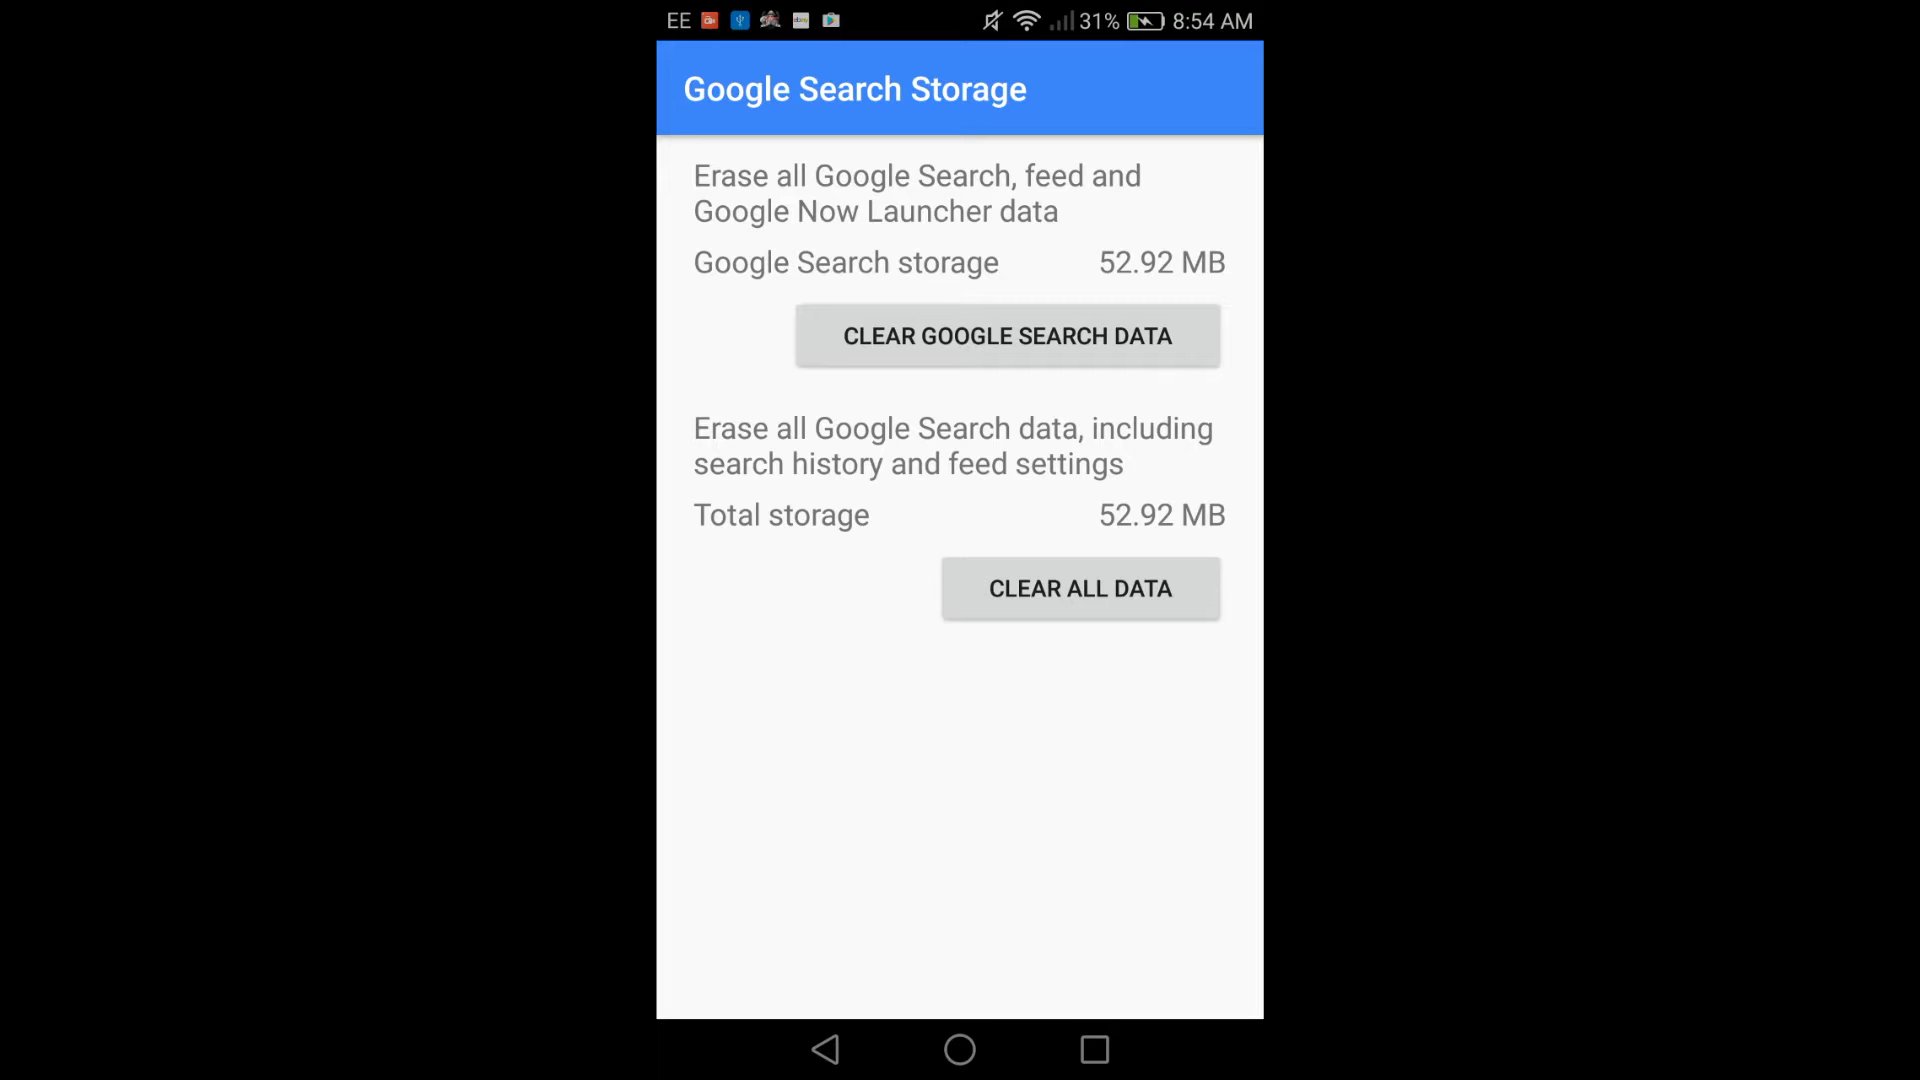 EE 31% 8:54 AM
Google Search Storage
Erase all Google Search, feed and
Google Now Launcher data
Google Search storage 52.92 MB
CLEAR GOOGLE SEARCH DATA
Erase all Google Search data, including
search history and feed settings
Total storage 52.92 MB
CLEAR ALL DATA